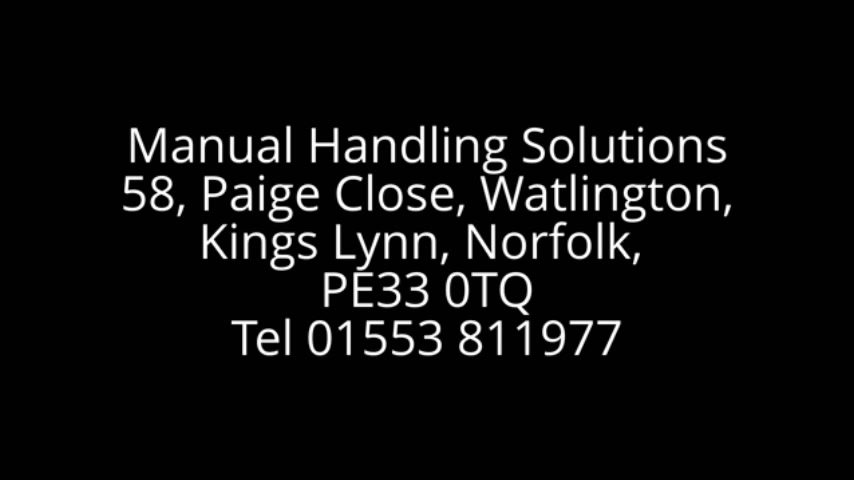 Manual Handling Solutions
58, Paige Close, Watlington,
Kings Lynn, Norfolk,
PE33 0TQ
Tel 01553 811977